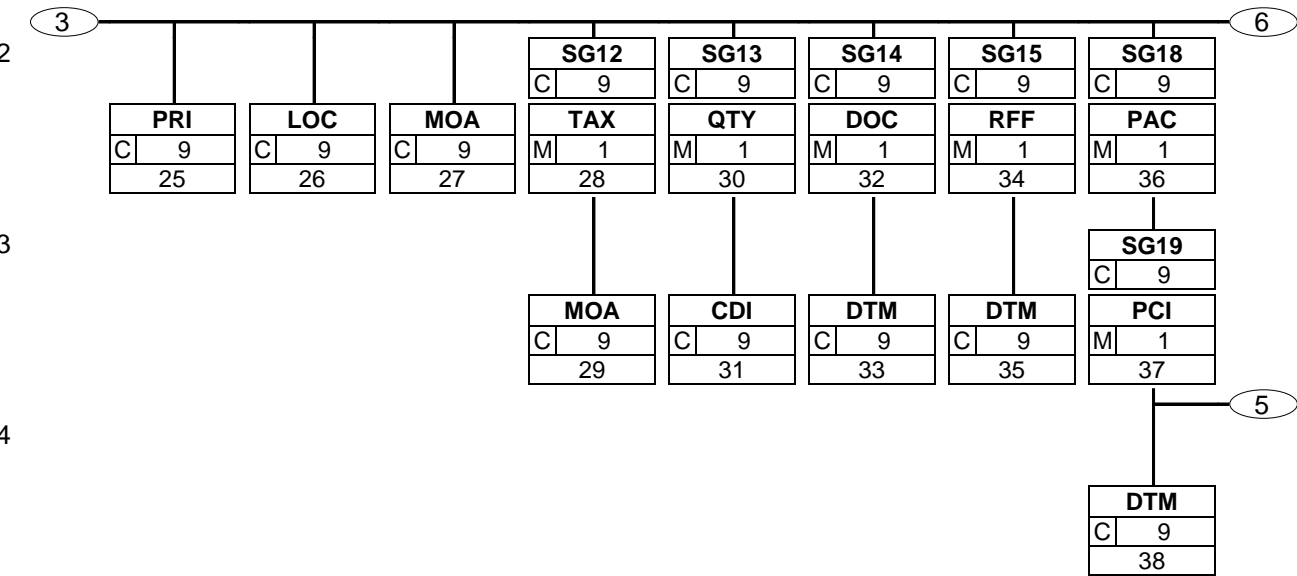 3 6
2 SG12 SG13 SG14 SG15 SG18
C 9 C 9 C 9 C 9 C 9
PRI LOC MOA TAX QTY DOC RFF PAC
C 9 C 9 C 9 M 1 M 1 M 1 M 1 M 1
25 26 27 28 30 32 34 36
3 SG19
C 9
MOA CDI DTM DTM PCI
C 9 C 9 C 9 C 9 M 1
29 31 33 35 37
5
4
DTM
C 9
38